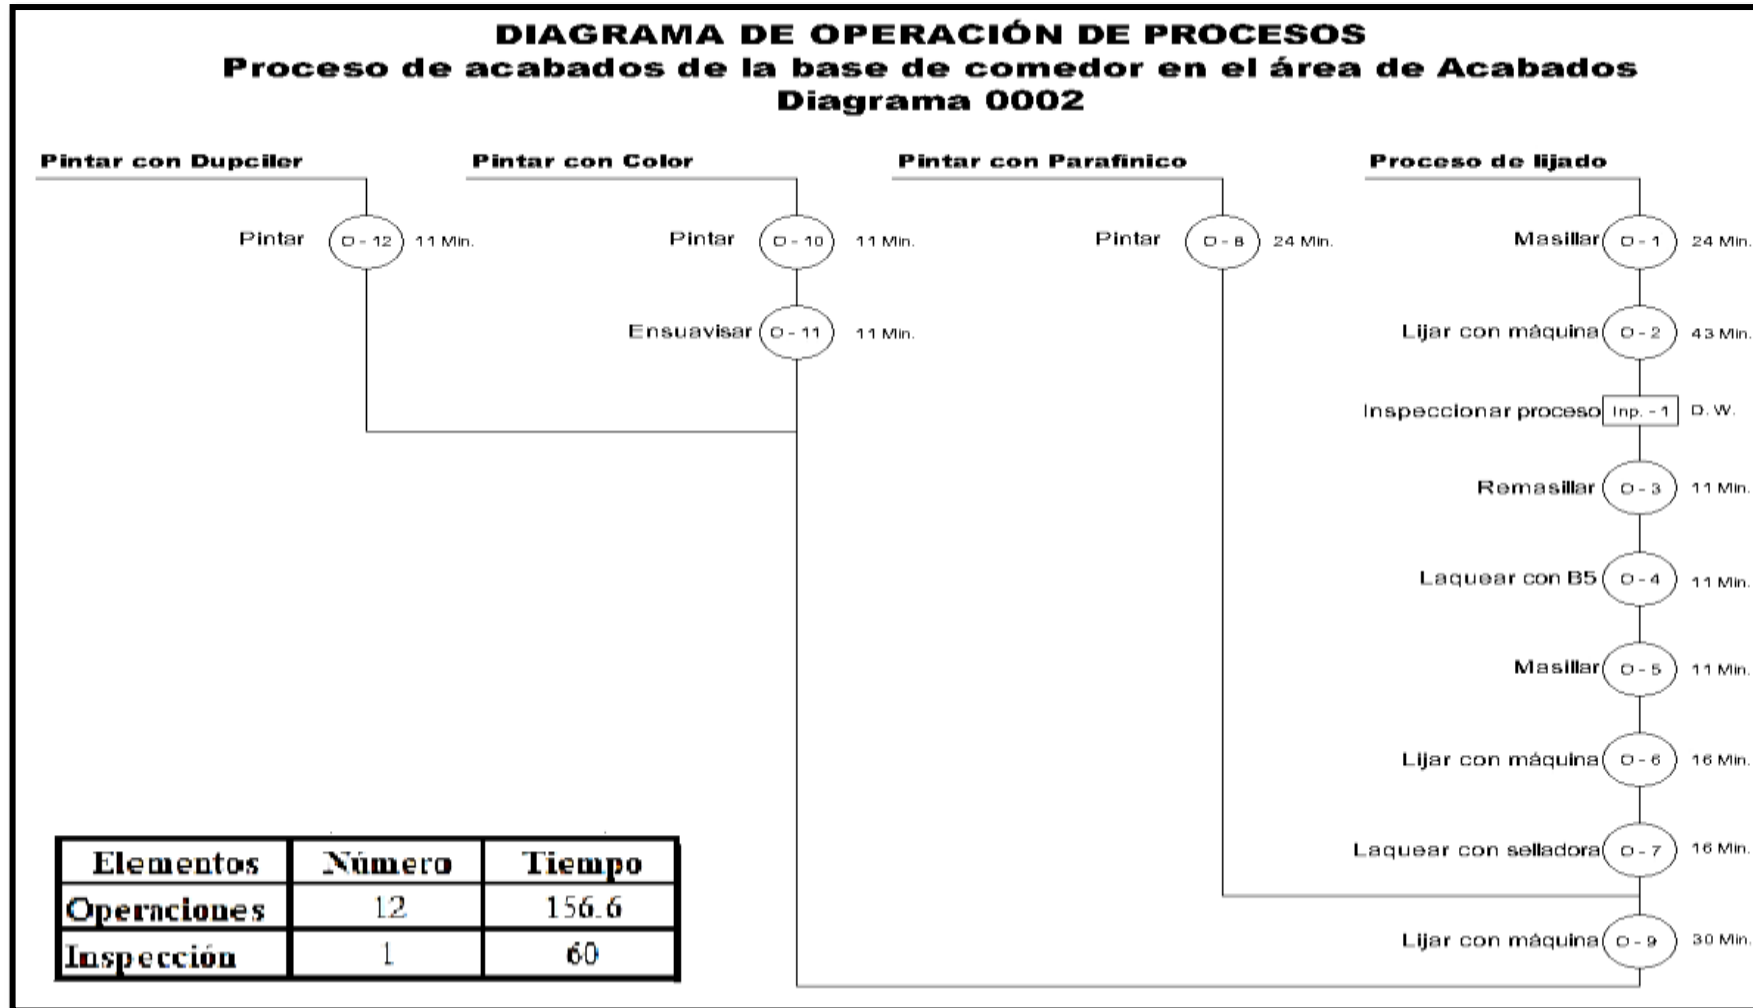 DIAGRAMA DE OPERACIÓN DE PROCESOS
Proceso de acabados de la base de comedor en el área de Acabados
Diagrama 0002
Pintar con Dupciler
Pintar O - 12 11 Min.
Pintar con Color
Pintar O - 10 11 Min.
Ensuavisar O - 11 11 Min.
Pintar con Parafinico
Pintar O - 8 24 Min.
Proceso de lijado
Masillar O - 1 24 Min.
Lijar con máquina O - 2 43 Min.
Inspeccionar proceso Inp. - 1 D. W.
Remasillar O - 3 11 Min.
Laquear con B5 O - 4 11 Min.
Masillar O - 5 11 Min.
Lijar con máquina O - 6 16 Min.
Laquear con selladora O - 7 16 Min.
Lijar con máquina O - 9 30 Min.
Elementos Número Tiempo
Operaciones 12 156.6
Inspección 1 60